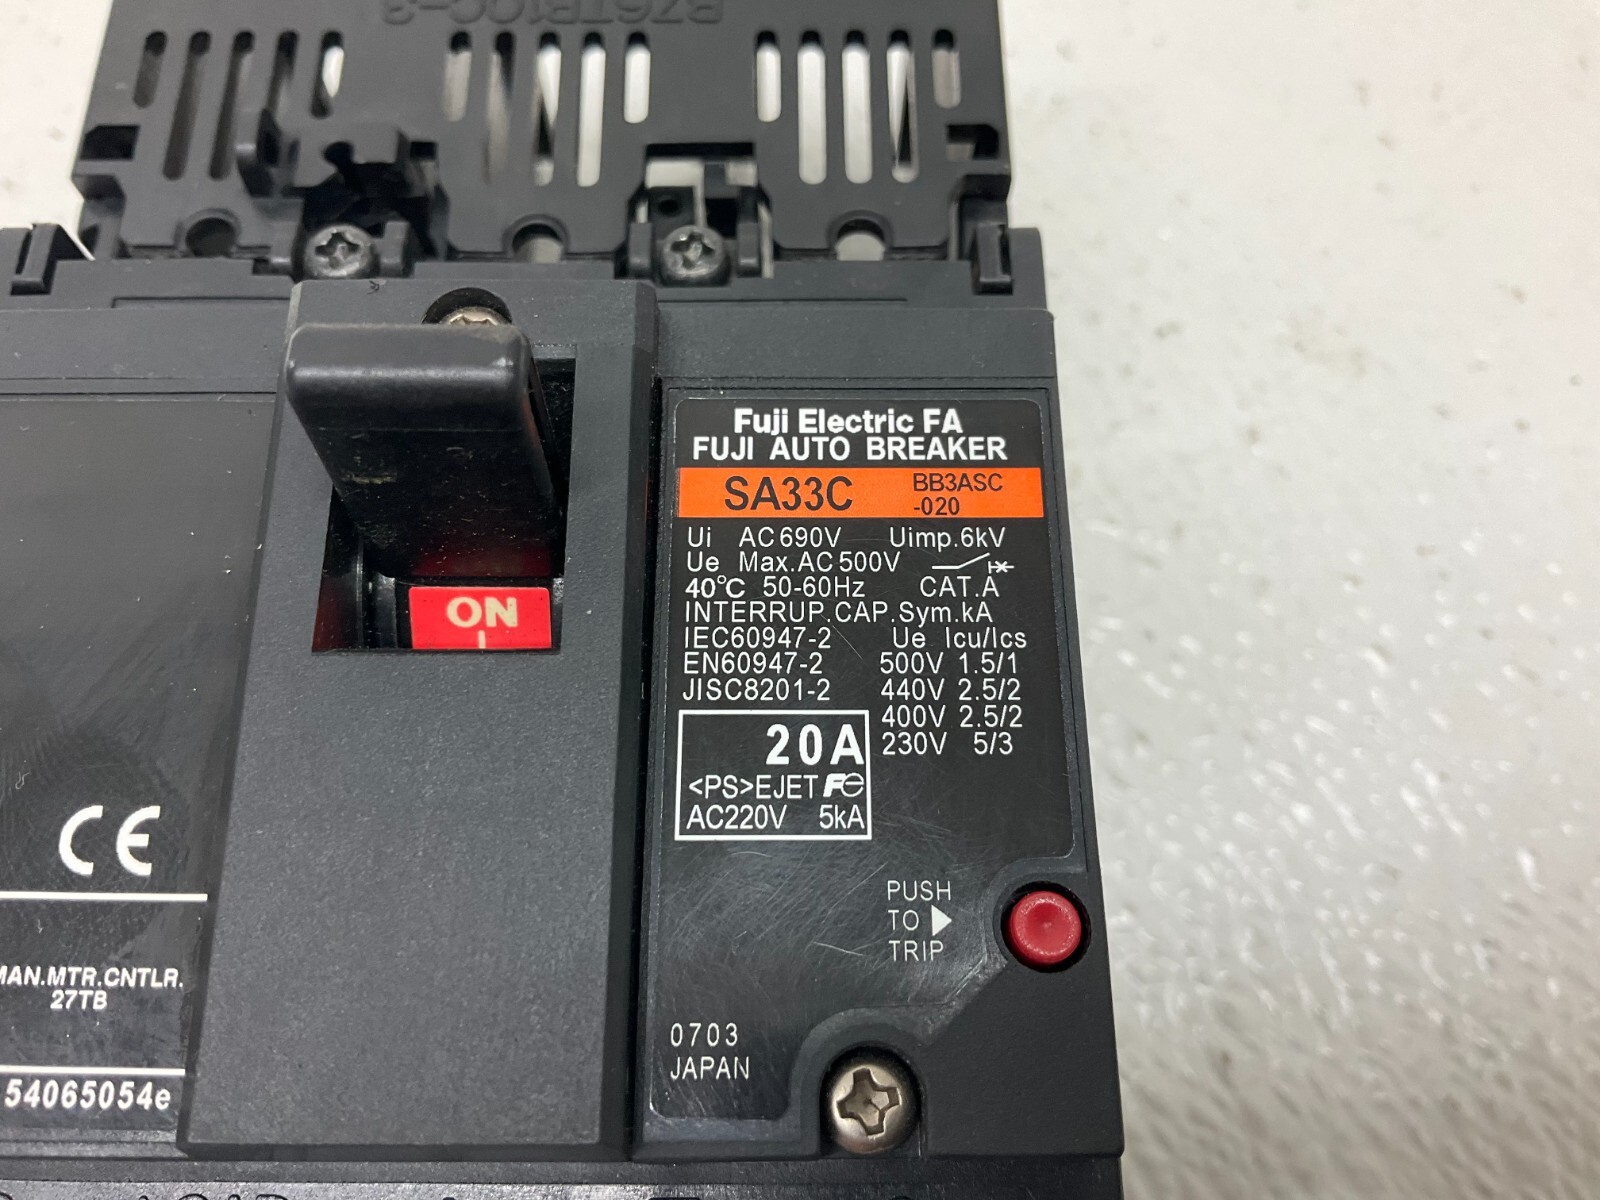 BZ6TB10C-3
Fuji Electric FA
FUJI AUTO BREAKER
SA33C BB3ASC
-020
Ui AC690V Uimp.6kV
Ue Max.AC500V
40°C 50-60Hz CAT.A
INTERRUP.CAP.Sym.kA
IEC60947-2 Ue Icu/Ics
EN60947-2 500V 1.5/1
JISC8201-2 440V 2.5/2
400V 2.5/2
20A 230V 5/3
<PS>EJET Fe
AC220V 5kA
ON
I
CE
MAN.MTR.CNTLR.
27TB
54065054e
PUSH
TO
TRIP
0703
JAPAN